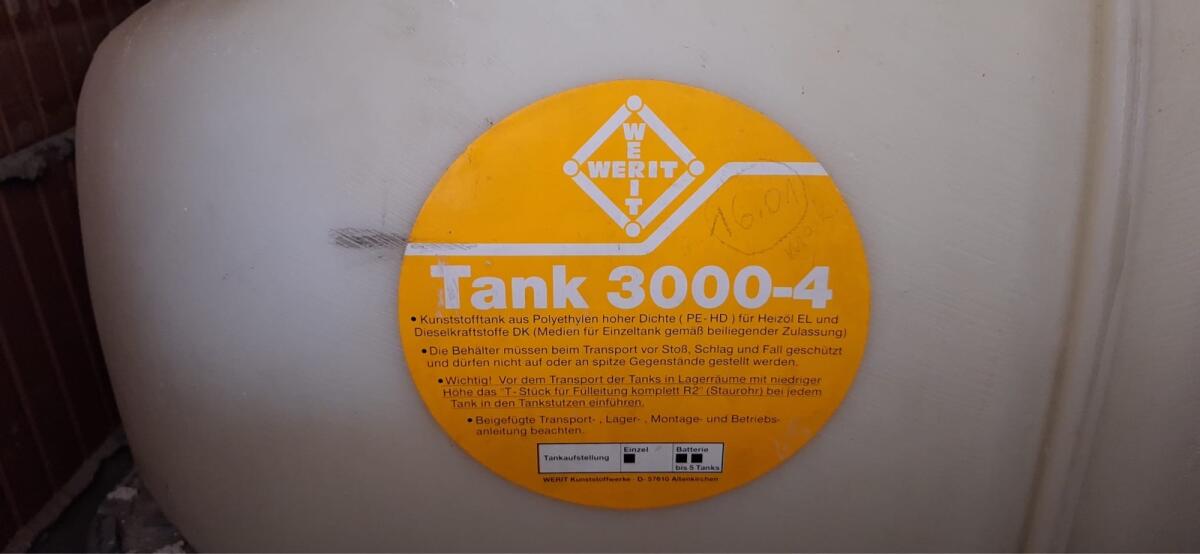 WERIT
WERIT
16.01
Tank 3000-4
• Kunststofftank aus Polyethylen hoher Dichte ( PE-HD ) für Heizöl EL und
Dieselkraftstoffe DK (Medien für Einzeltank gemäß beiliegender Zulassung)
• Die Behälter müssen beim Transport vor Stoß, Schlag und Fall geschützt
und dürfen nicht auf oder an spitze Gegenstände gestellt werden.
• Wichtig! Vor dem Transport der Tanks in Lagerräume mit niedriger
Höhe das "T-Stück für Fülleitung komplett R2" (Staurohr) bei jedem
Tank in den Tankstutzen einführen.
• Beigefügte Transport-, Lager-, Montage- und Betriebs-
anleitung beachten.
Tankaufstellung Einzel ■ Batterie ■ ■
bis 5 Tanks
WERIT Kunststoffwerke · D-57610 Altenkirchen